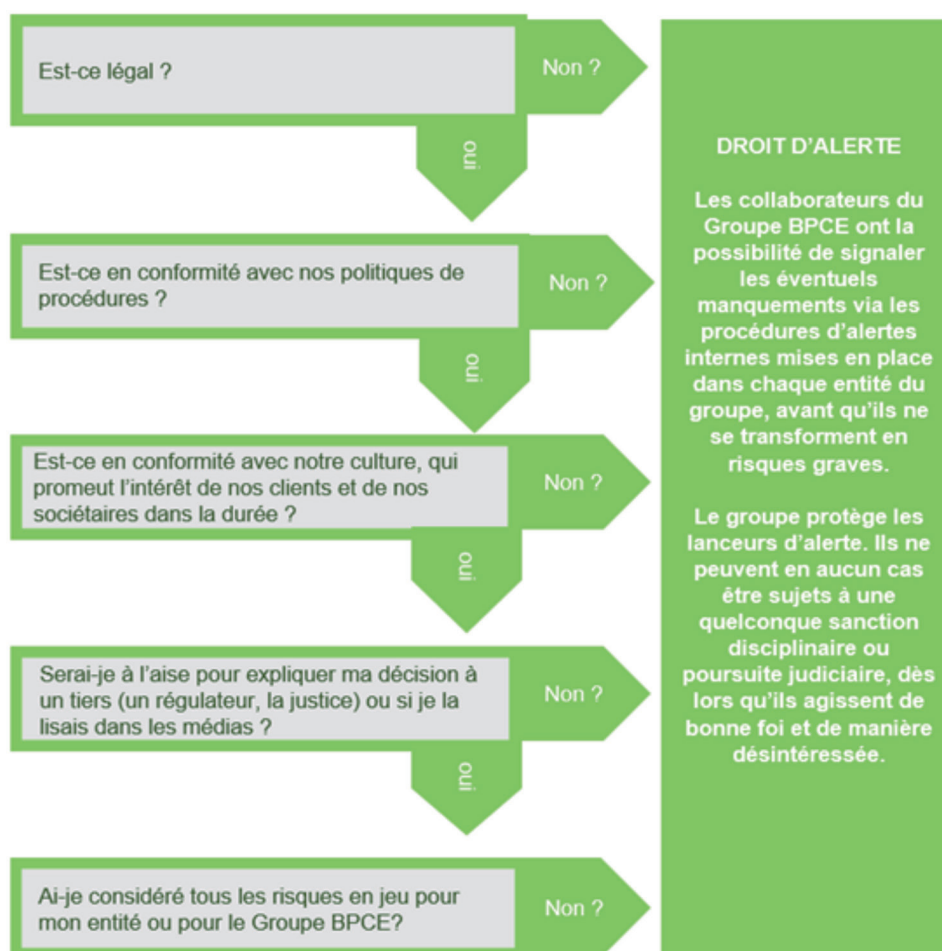 Est-ce légal ?
Non ?
oui
Est-ce en conformité avec nos politiques de
procédures ?
Non ?
oui
Est-ce en conformité avec notre culture, qui
promeut l'intérêt de nos clients et de nos
sociétaires dans la durée ?
Non ?
oui
Serai-je à l'aise pour expliquer ma décision à
un tiers (un régulateur, la justice) ou si je la
lisais dans les médias ?
Non ?
oui
Ai-je considéré tous les risques en jeu pour
mon entité ou pour le Groupe BPCE?
Non ?
DROIT D'ALERTE
Les collaborateurs du
Groupe BPCE ont la
possibilité de signaler
les éventuels
manquements via les
procédures d'alertes
internes mises en place
dans chaque entité du
groupe, avant qu'ils ne
se transforment en
risques graves.
Le groupe protège les
lanceurs d'alerte. Ils ne
peuvent en aucun cas
être sujets à une
quelconque sanction
disciplinaire ou
poursuite judiciaire, dès
lors qu'ils agissent de
bonne foi et de manière
désintéressée.